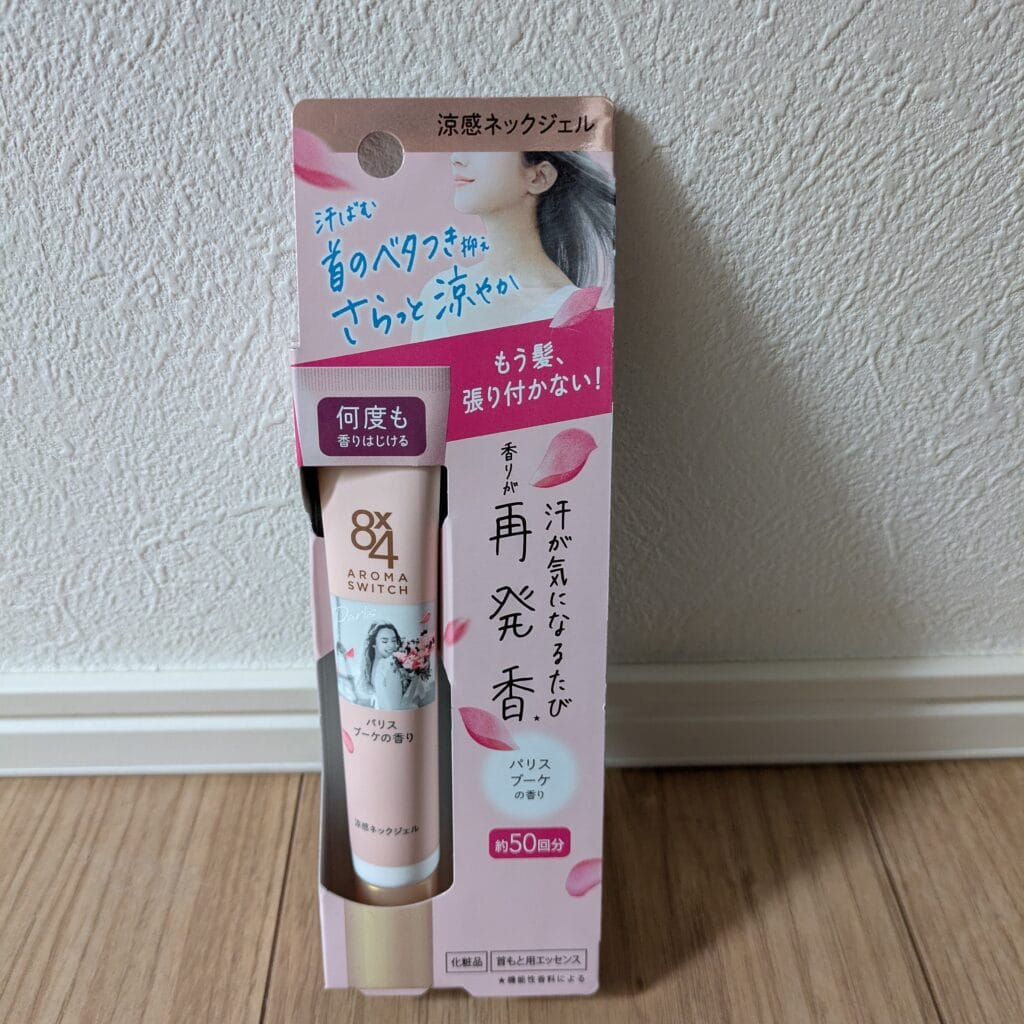 涼感ネックジェル
汗ばむ
首のベタつき抑え
さらっと涼やか
もう髪、
張り付かない!
何度も
香りはじける
8x4
AROMA
SWITCH
パリス
ブーケの香り
涼感ネックジェル
汗が気になるたび
香りが再発香★
パリス
ブーケ
の香り
約50回分
化粧品 首もと用エッセンス
★機能性香料による